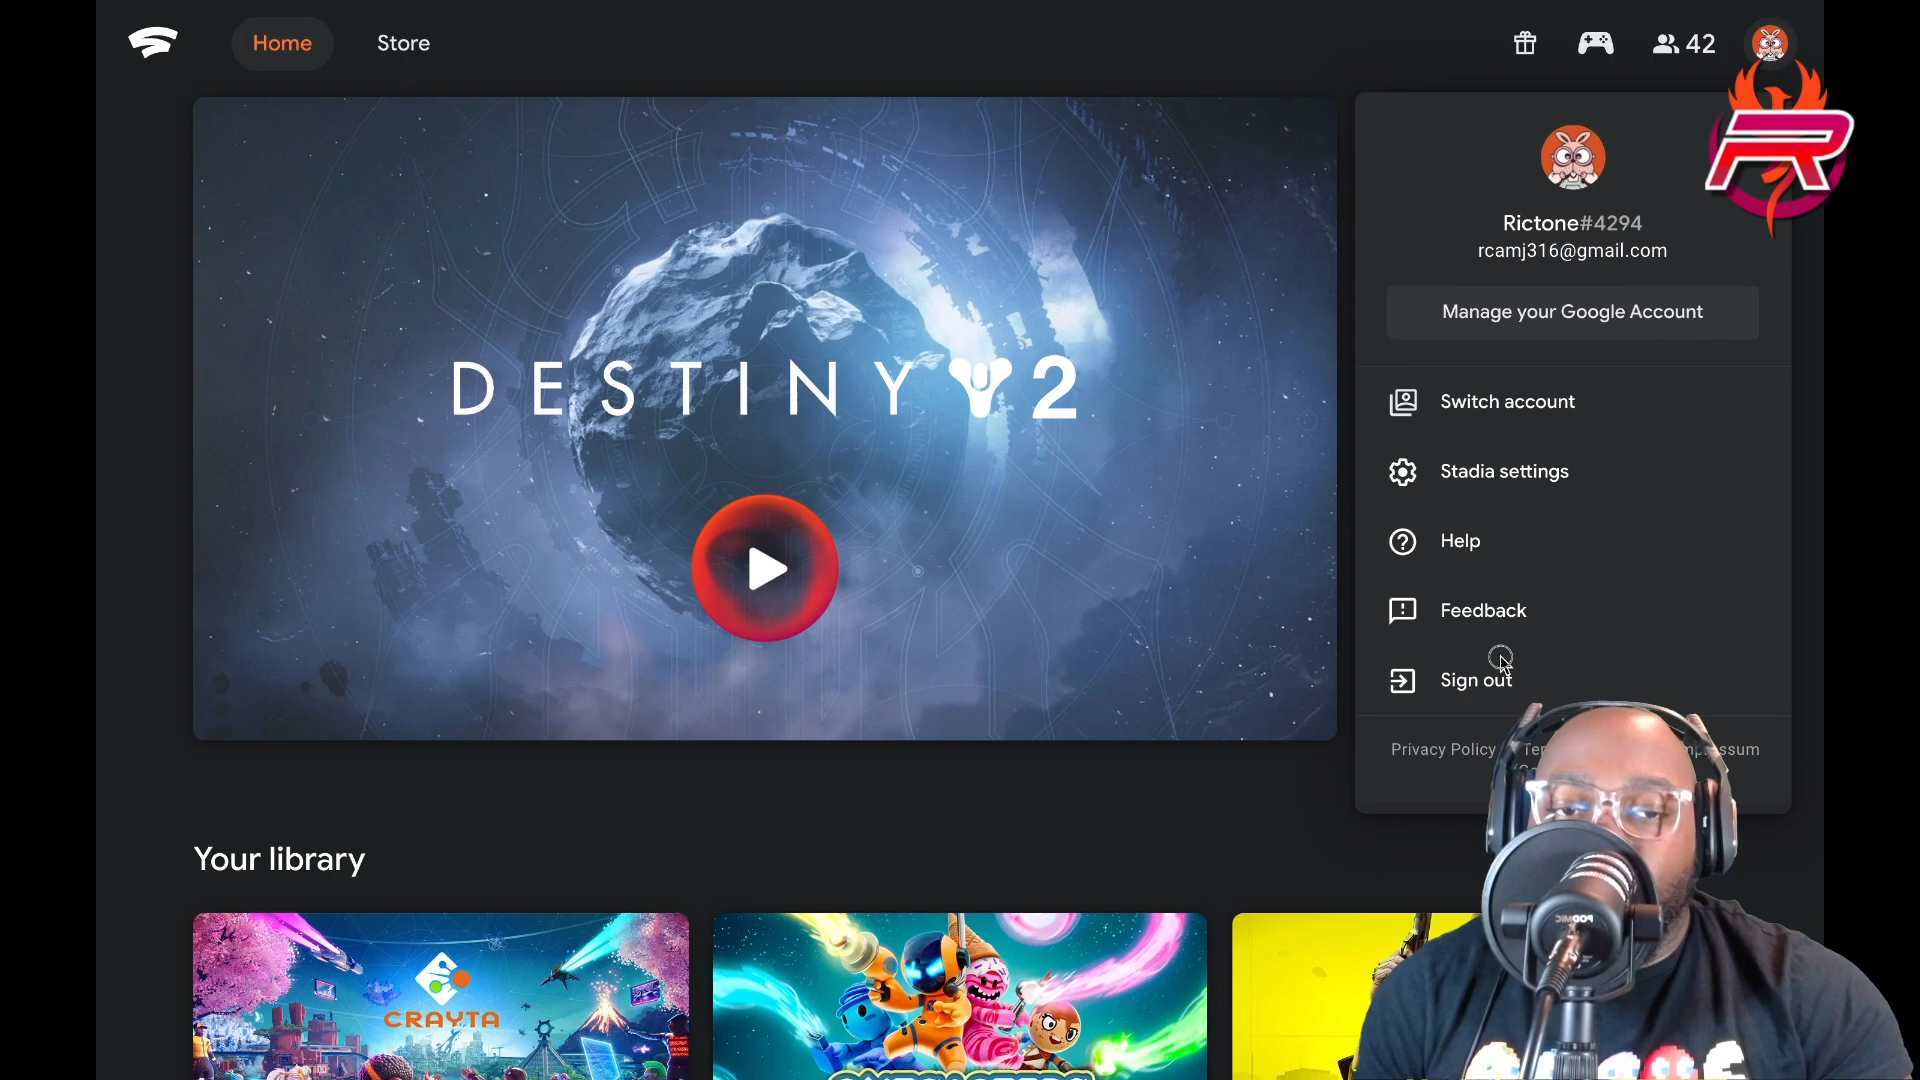 Home
Store
42
Rictone#4294
rcamj316@gmail.com
Manage your Google Account
DESTINY 2
Switch account
Stadia settings
Help
Feedback
Sign out
Privacy Policy
Your library
CRAYTA
PODMIC